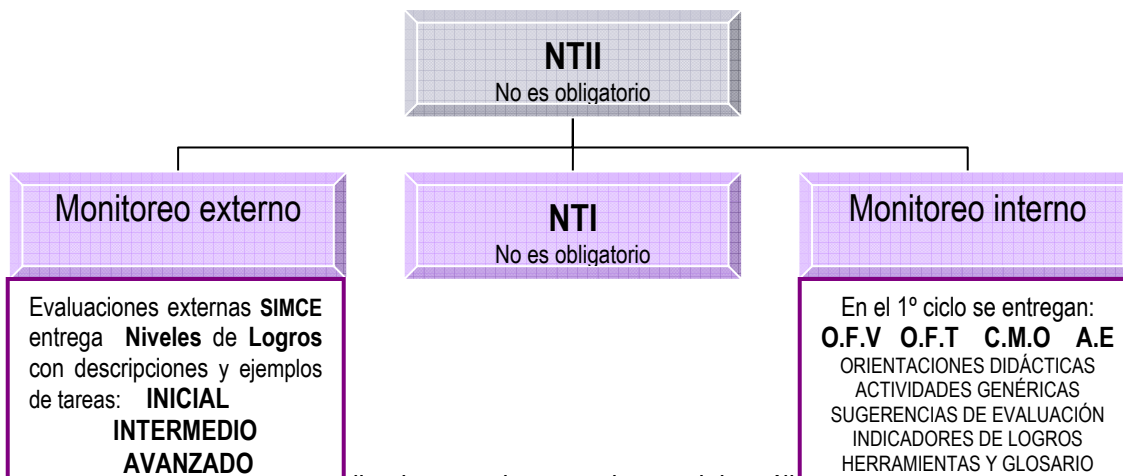 NTII
No es obligatorio
Monitoreo externo
NTI
No es obligatorio
Monitoreo interno
Evaluaciones externas SIMCE
entrega Niveles de Logros
con descripciones y ejemplos
de tareas: INICIAL
INTERMEDIO
AVANZADO
En el 1º ciclo se entregan:
O.F.V O.F.T C.M.O A.E
ORIENTACIONES DIDÁCTICAS
ACTIVIDADES GENÉRICAS
SUGERENCIAS DE EVALUACIÓN
INDICADORES DE LOGROS
HERRAMIENTAS Y GLOSARIO